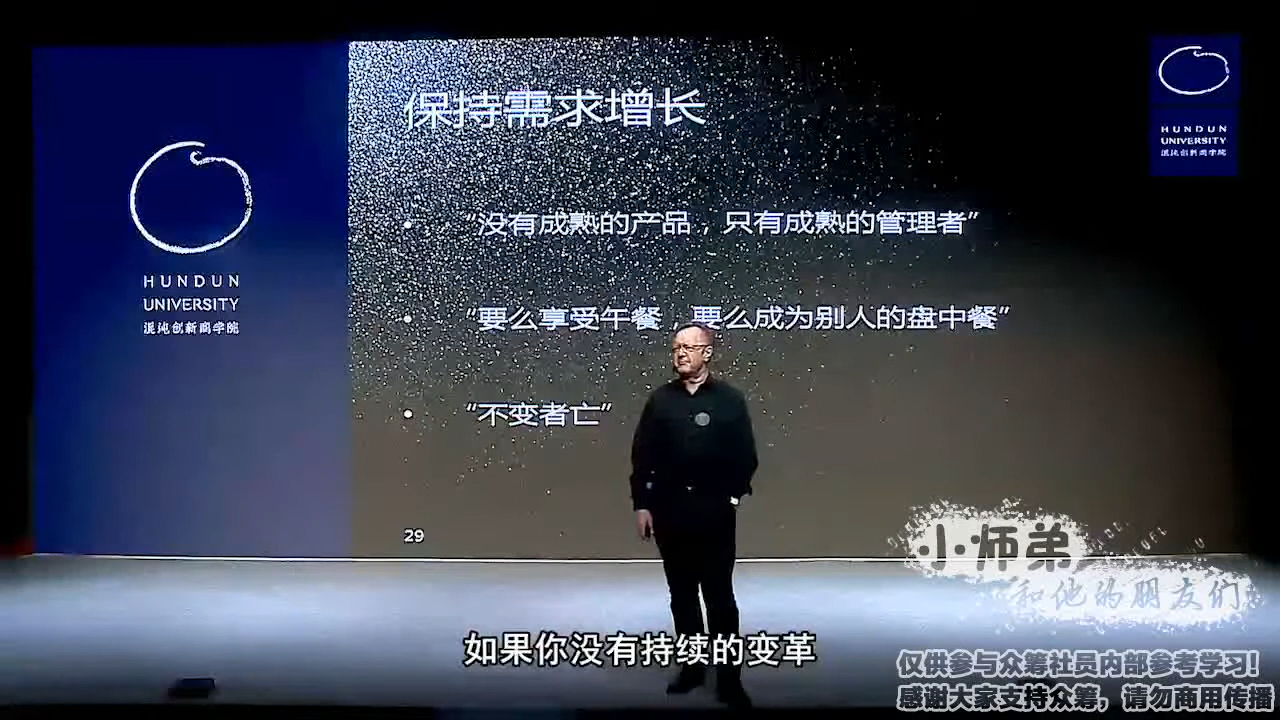 保持需求增长
“没有成熟的产品，只有成熟的管理者”
“要么享受午餐，要么成为别人的盘中餐”
“不变者亡”
29
HUNDUN
UNIVERSITY
混沌创新商学院
HUNDUN
UNIVERSITY
混沌创新商学院
如果你没有持续的变革
小师弟
和他的朋友们
仅供参与众筹社员内部参考学习！
感谢大家支持众筹，请勿商用传播